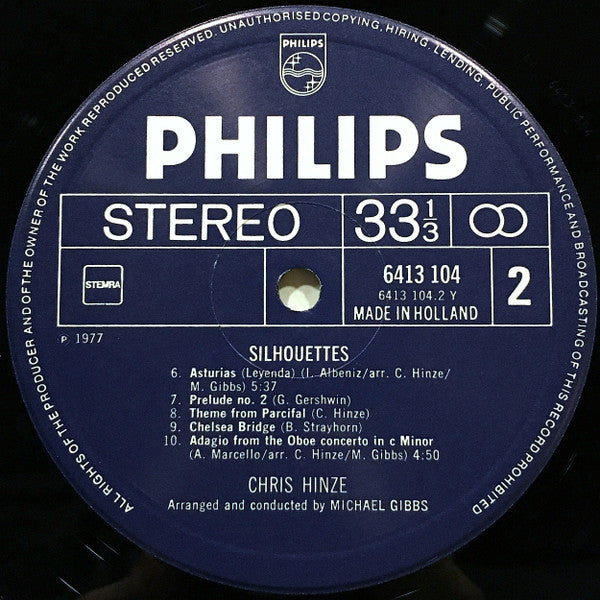 ALL RIGHTS OF THE PRODUCER AND OF THE OWNER OF THE WORK REPRODUCED RESERVED. UNAUTHORISED COPYING, HIRING, LENDING, PUBLIC PERFORMANCE AND BROADCASTING OF THIS RECORD PROHIBITED
PHILIPS
PHILIPS
STEREO 33 1/3
STEMRA
6413 104
6413 104.2 Y
MADE IN HOLLAND
2
P 1977
SILHOUETTES
6. Asturias (Leyenda) (I. Albeniz/arr. C. Hinze/
M. Gibbs) 5:37
7. Prelude no. 2 (G. Gershwin)
8. Theme from Parcifal (C. Hinze)
9. Chelsea Bridge (B. Strayhorn)
10. Adagio from the Oboe concerto in c Minor
(A. Marcello/arr. C. Hinze/M. Gibbs) 4:50
CHRIS HINZE
Arranged and conducted by MICHAEL GIBBS